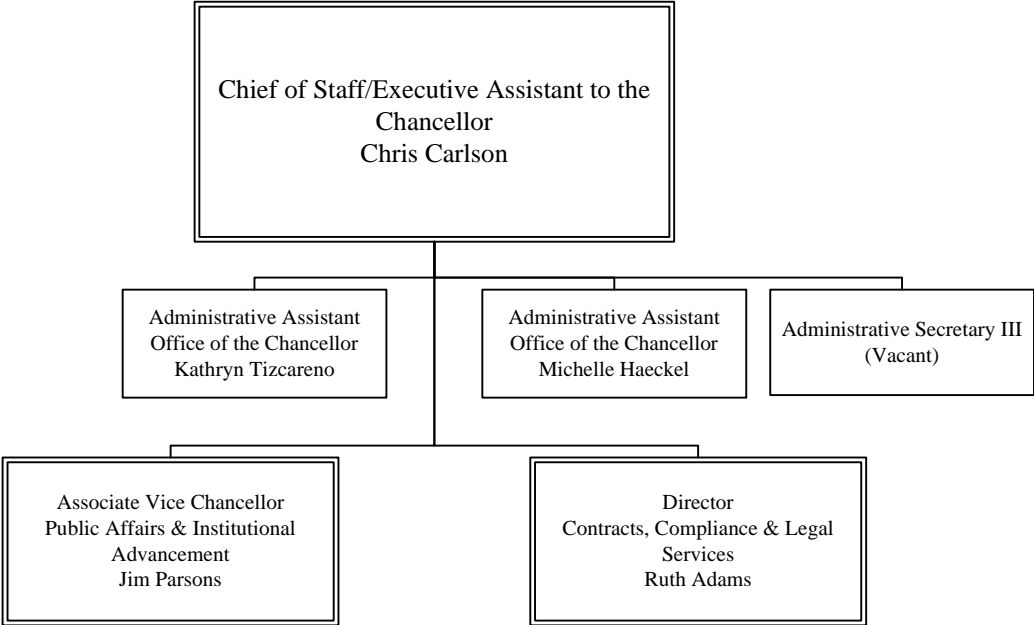 Chief of Staff/Executive Assistant to the
Chancellor
Chris Carlson
Administrative Assistant
Office of the Chancellor
Kathryn Tizcareno
Administrative Assistant
Office of the Chancellor
Michelle Haeckel
Administrative Secretary III
(Vacant)
Associate Vice Chancellor
Public Affairs & Institutional
Advancement
Jim Parsons
Director
Contracts, Compliance & Legal
Services
Ruth Adams